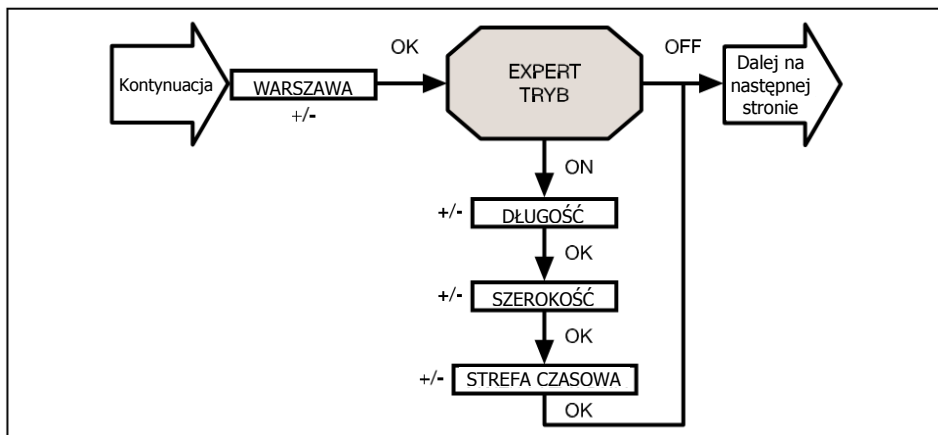 Kontynuacja
WARSZAWA
+/-
OK
EXPERT
TRYB
OFF
Dalej na
następnej
stronie
ON
+/-
DŁUGOŚĆ
OK
+/-
SZEROKOŚĆ
OK
+/-
STREFA CZASOWA
OK